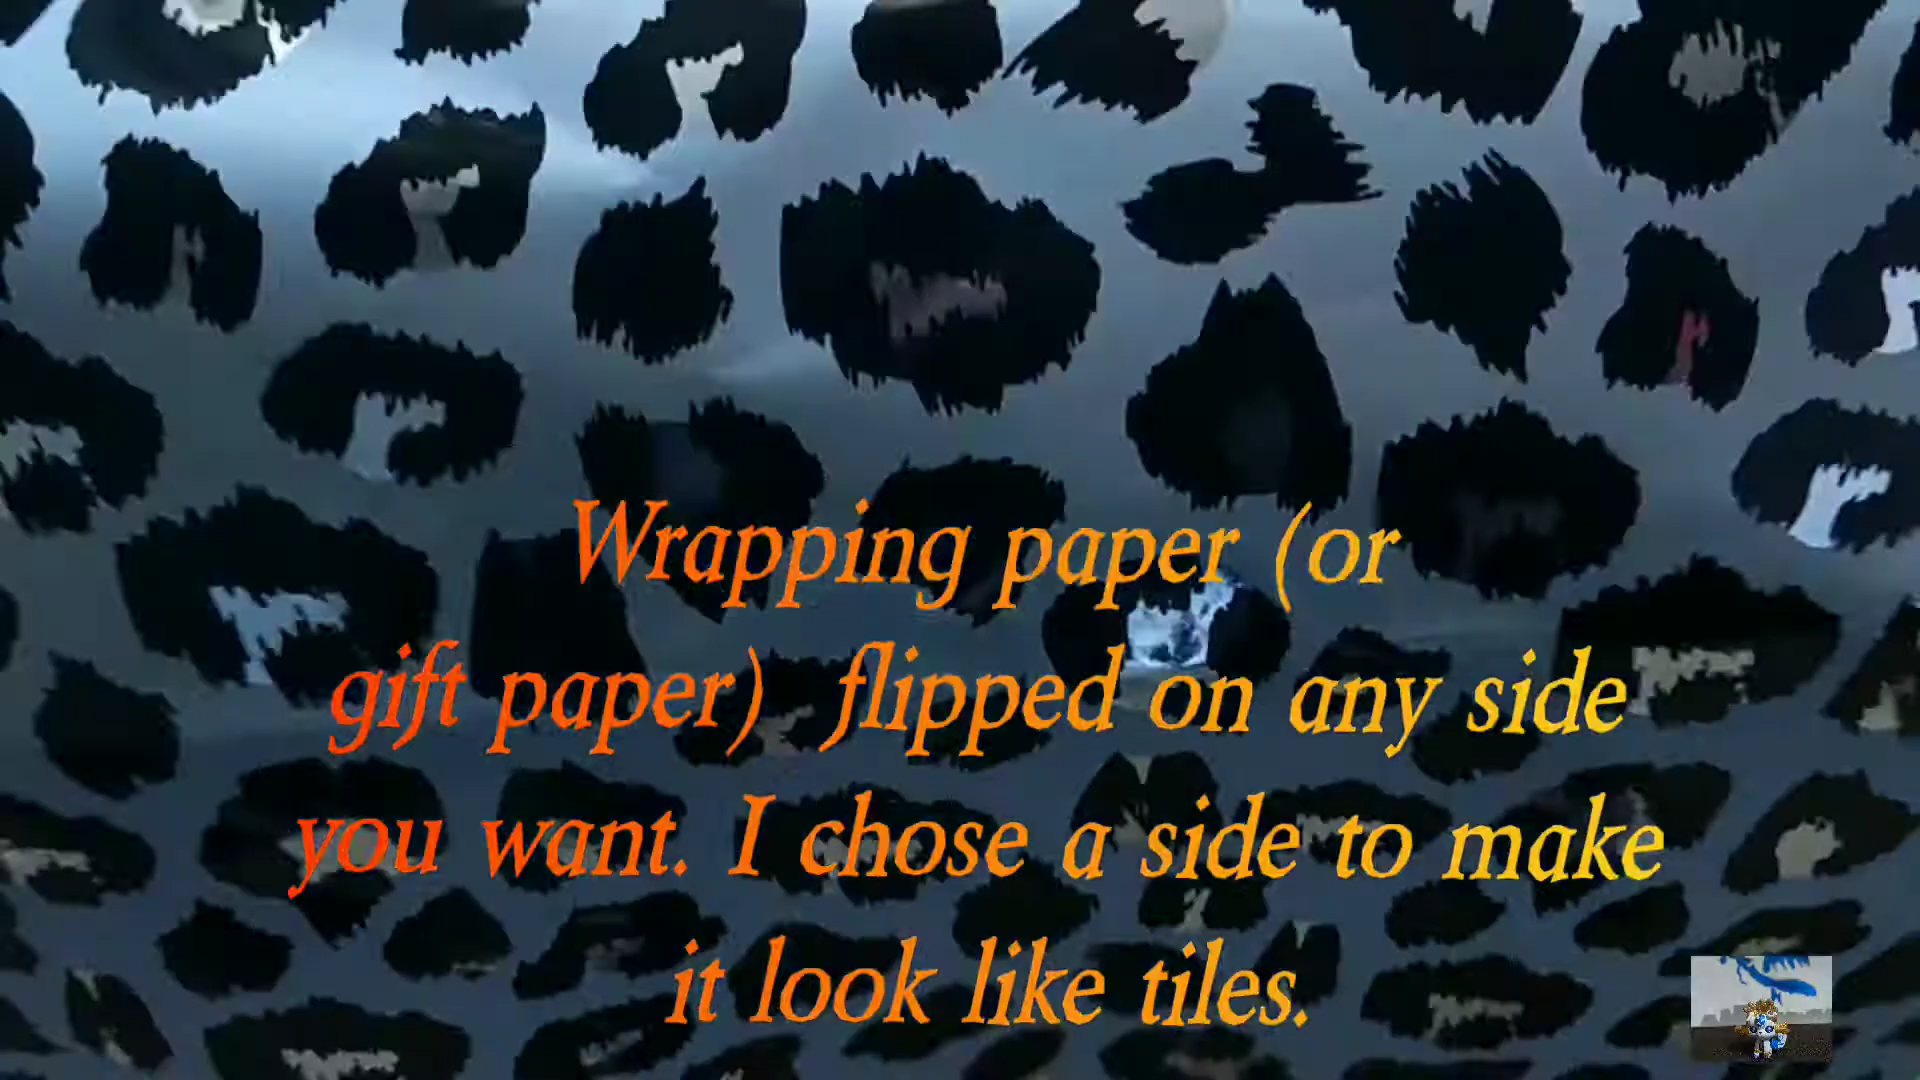 Wrapping paper (or
gift paper) flipped on any side
you want. I chose a side to make
it look like tiles.